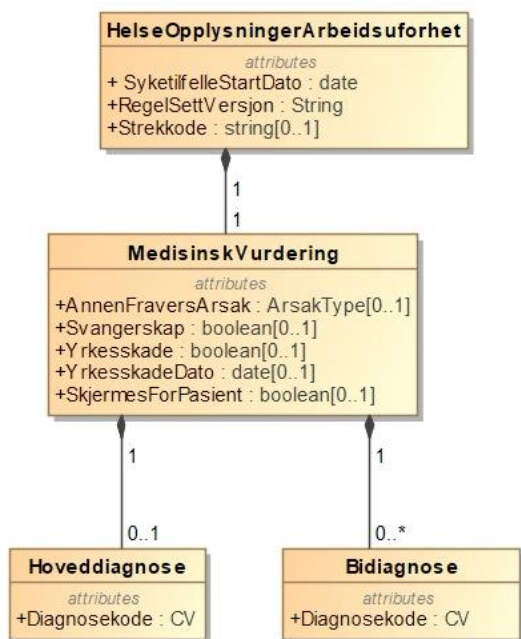 HelseOpplysningerArbeidsuforhet
attributes
+ SyketilfelleStartDato : date
+RegelSettVersjon : String
+Strekkode : string[0..1]
1
1
MedisinskVurdering
attributes
+AnnenFraversArsak : ArsakType[0..1]
+Svangerskap : boolean[0..1]
+Yrkesskade : boolean[0..1]
+YrkesskadeDato : date[0..1]
+SkjermesForPasient : boolean[0..1]
1
1
0..1
0..*
Hoveddiagnose
attributes
+Diagnosekode : CV
Bidiagnose
attributes
+Diagnosekode : CV